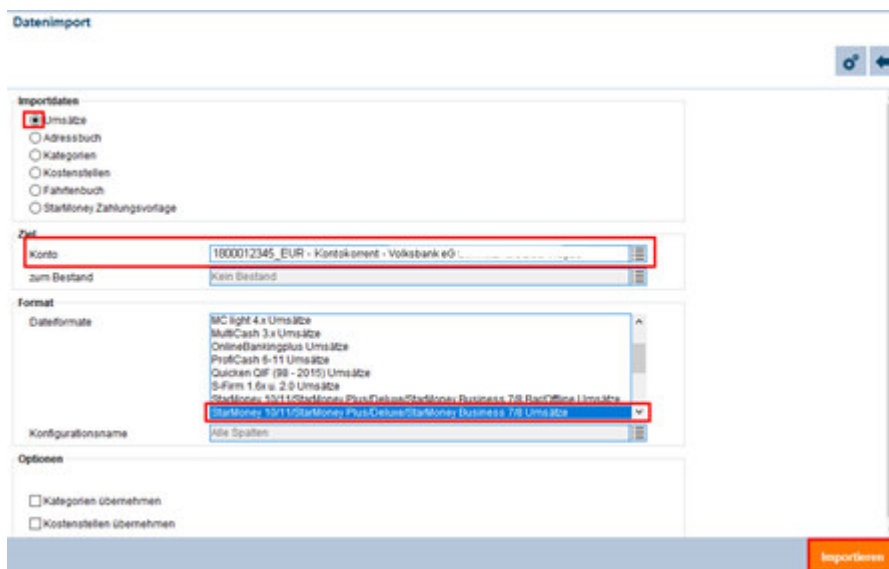 Datenimport
Importdaten
Umsätze
Adressbuch
Kategorien
Kostenstellen
Fahrtenbuch
StarMoney Zahlungsvorlage
Ziel
Konto 1800012345_EUR - Kontokorrent - Volksbank eG
zum Bestand Kein Bestand
Format
Dateiformate
MC light 4.x Umsätze
MultiCash 3.x Umsätze
OnlineBankingplus Umsätze
ProfiCash 6-11 Umsätze
Quicken QIF (98 - 2015) Umsätze
S-Firm 1.6x u. 2.0 Umsätze
StarMoney 10/11/StarMoney Plus/Deluxe/StarMoney Business 7/8 Umsätze
Konfigurationsname Alle Spalten
Optionen
Kategorien übernehmen
Kostenstellen übernehmen
Importieren